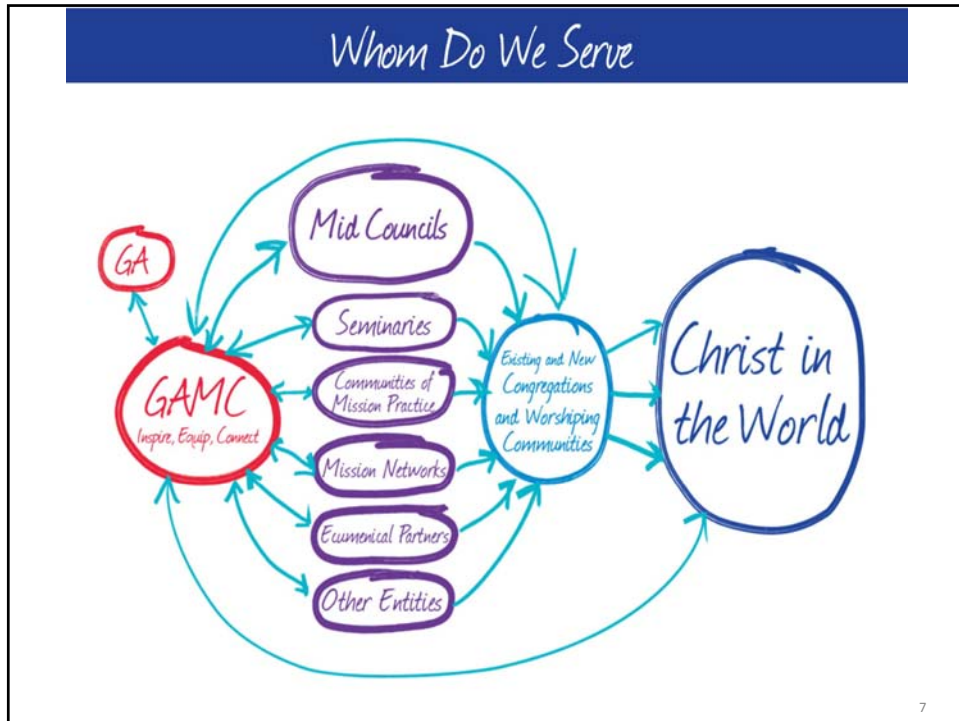 Whom Do We Serve
GA
GAMC
Inspire, Equip, Connect
Mid Councils
Seminaries
Communities of
Mission Practice
Mission Networks
Ecumenical Partners
Other Entities
Existing and New
Congregations
and Worshiping
Communities
Christ in
the World
7